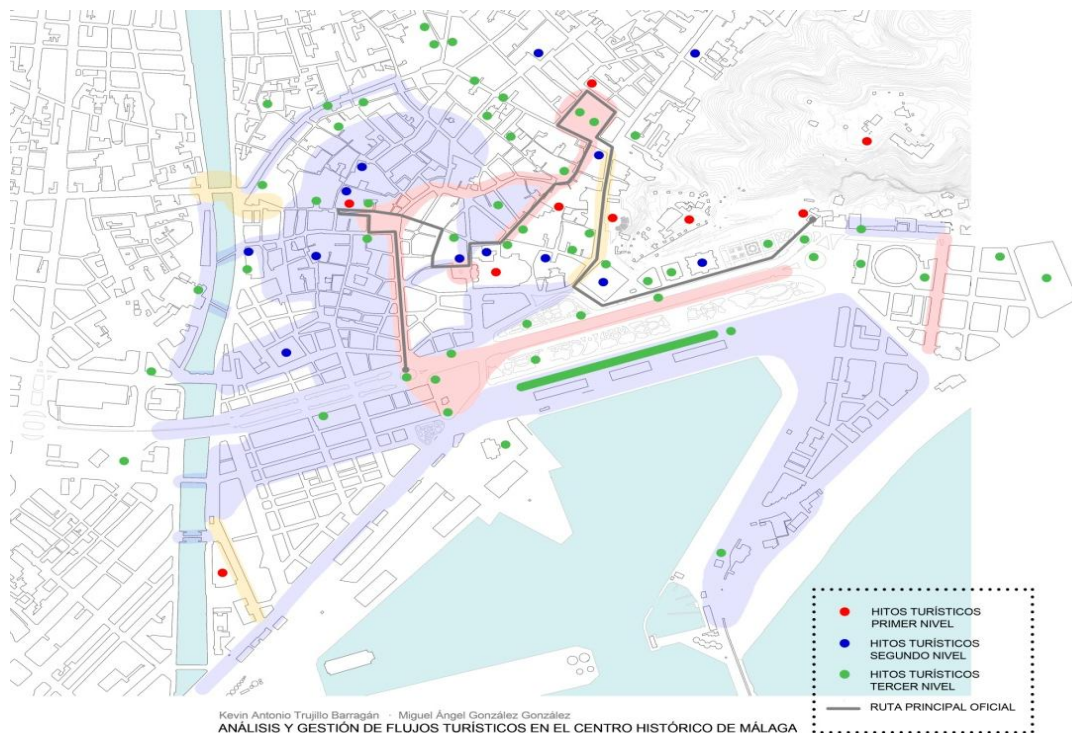 HITOS TURÍSTICOS
PRIMER NIVEL
HITOS TURÍSTICOS
SEGUNDO NIVEL
HITOS TURÍSTICOS
TERCER NIVEL
RUTA PRINCIPAL OFICIAL
Kevin Antonio Trujillo Barragán · Miguel Ángel González González
ANÁLISIS Y GESTIÓN DE FLUJOS TURÍSTICOS EN EL CENTRO HISTÓRICO DE MÁLAGA